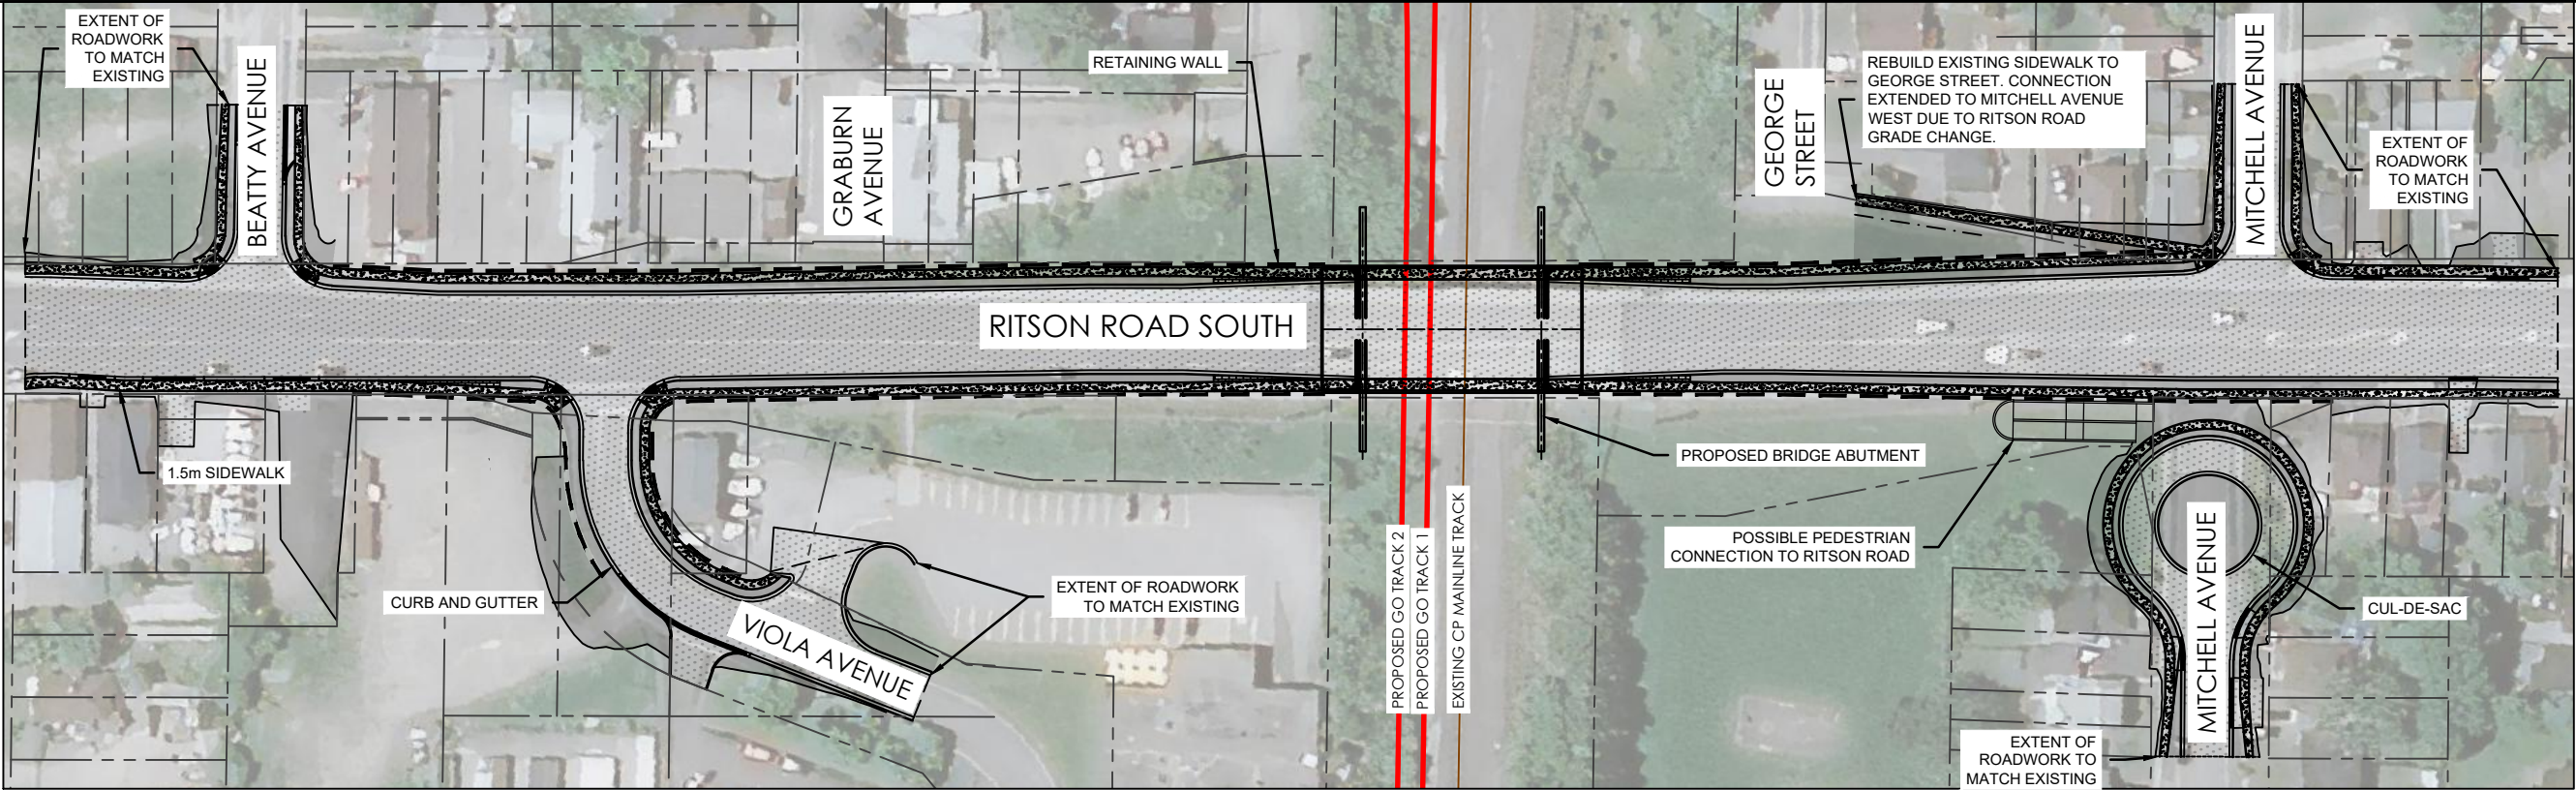 EXTENT OF
ROADWORK
TO MATCH
EXISTING
BEATTY AVENUE
GRABURN
AVENUE
RETAINING WALL
GEORGE
STREET
REBUILD EXISTING SIDEWALK TO
GEORGE STREET. CONNECTION
EXTENDED TO MITCHELL AVENUE
WEST DUE TO RITSON ROAD
GRADE CHANGE.
MITCHELL AVENUE
EXTENT OF
ROADWORK
TO MATCH
EXISTING
RITSON ROAD SOUTH
1.5m SIDEWALK
CURB AND GUTTER
VIOLA AVENUE
EXTENT OF ROADWORK
TO MATCH EXISTING
PROPOSED GO TRACK 2
PROPOSED GO TRACK 1
EXISTING CP MAINLINE TRACK
PROPOSED BRIDGE ABUTMENT
POSSIBLE PEDESTRIAN
CONNECTION TO RITSON ROAD
MITCHELL AVENUE
CUL-DE-SAC
EXTENT OF
ROADWORK TO
MATCH EXISTING